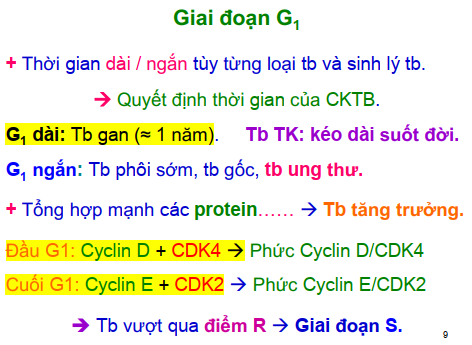 Giai đoạn G₁
+ Thời gian dài / ngắn tùy từng loại tb và sinh lý tb.
→ Quyết định thời gian của CKTB.
G₁ dài: Tb gan (≈ 1 năm). Tb TK: kéo dài suốt đời.
G₁ ngắn: Tb phôi sớm, tb gốc, tb ung thư.
+ Tổng hợp mạnh các protein…… → Tb tăng trưởng.
Đầu G1: Cyclin D + CDK4 → Phức Cyclin D/CDK4
Cuối G1: Cyclin E + CDK2 → Phức Cyclin E/CDK2
→ Tb vượt qua điểm R → Giai đoạn S.
9